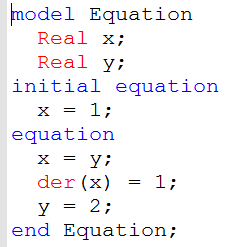 model Equation
  Real x;
  Real y;
initial equation
  x = 1;
equation
  x = y;
  der(x) = 1;
  y = 2;
end Equation;